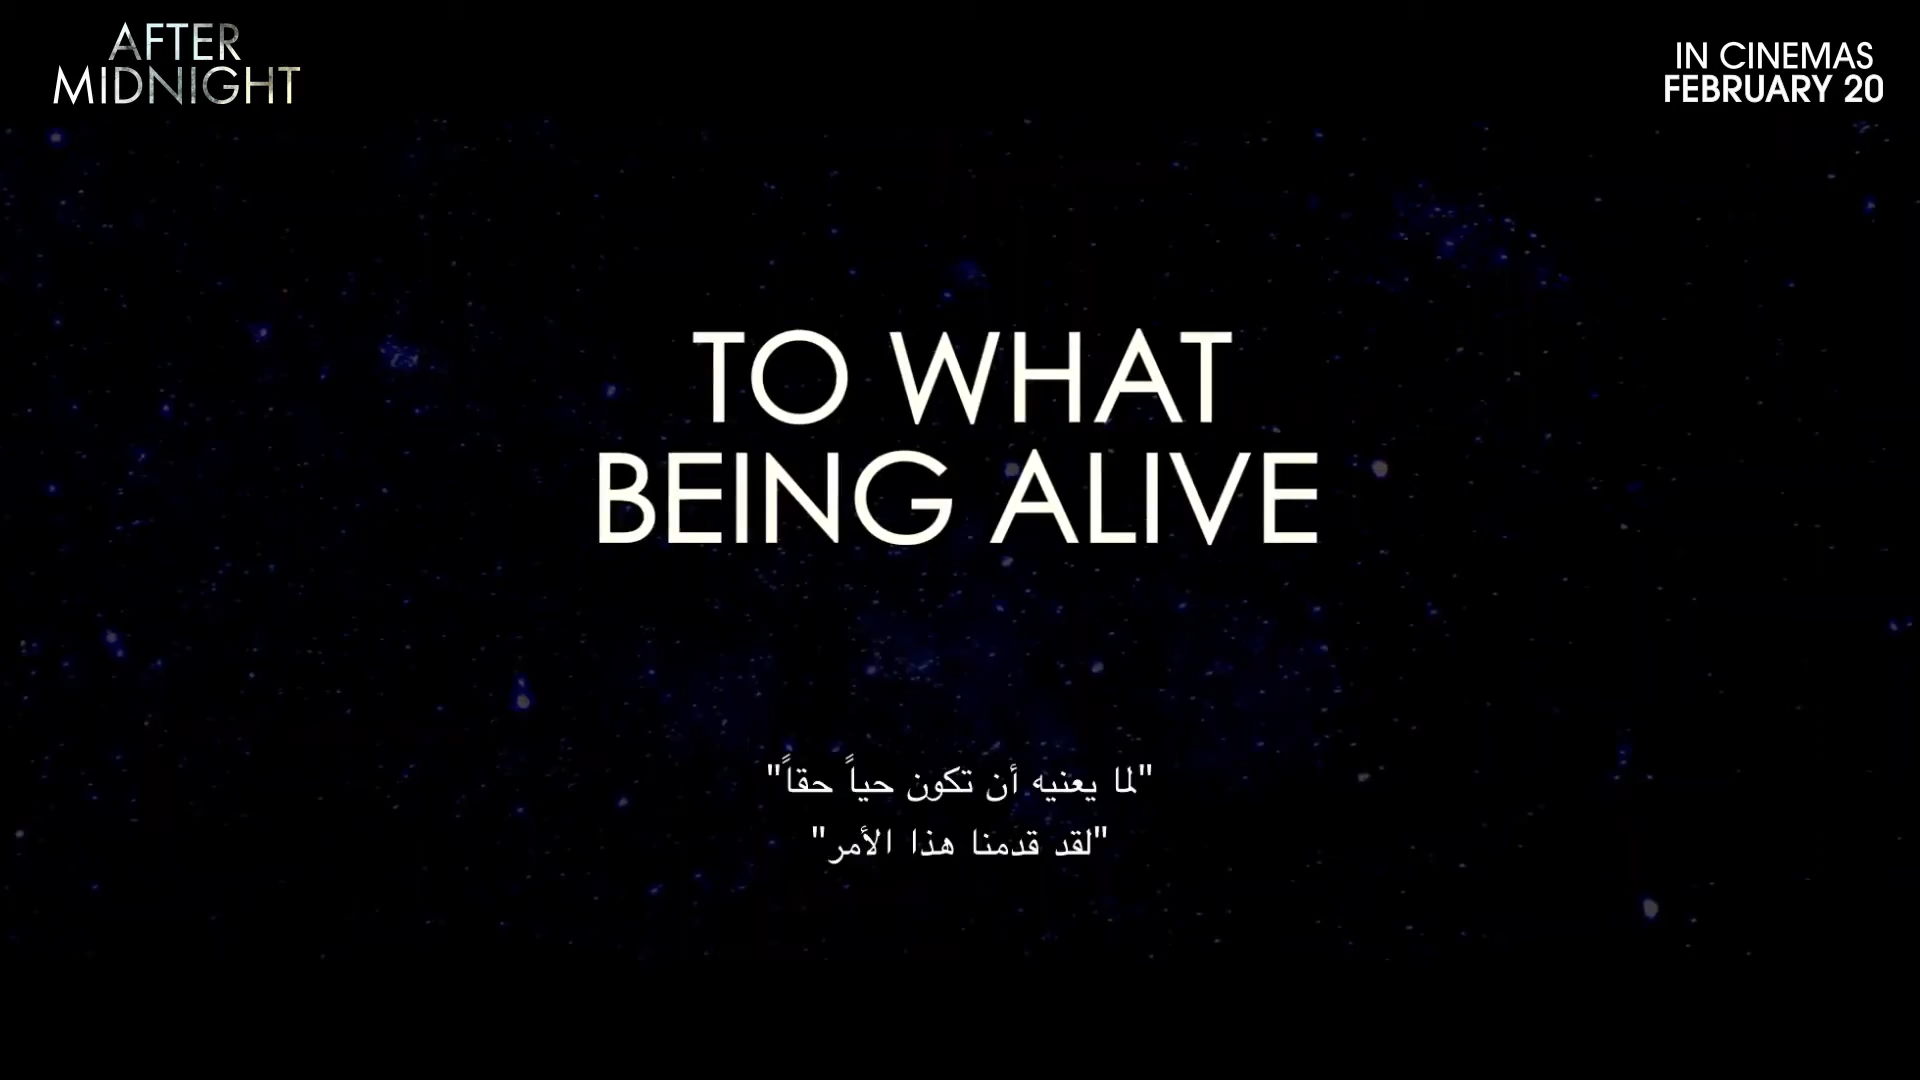 AFTER
MIDNIGHT
IN CINEMAS
FEBRUARY 20
TO WHAT
BEING ALIVE
"لما يعنيه أن تكون حياً حقاً"
"لقد قدمنا هذا الأمر"